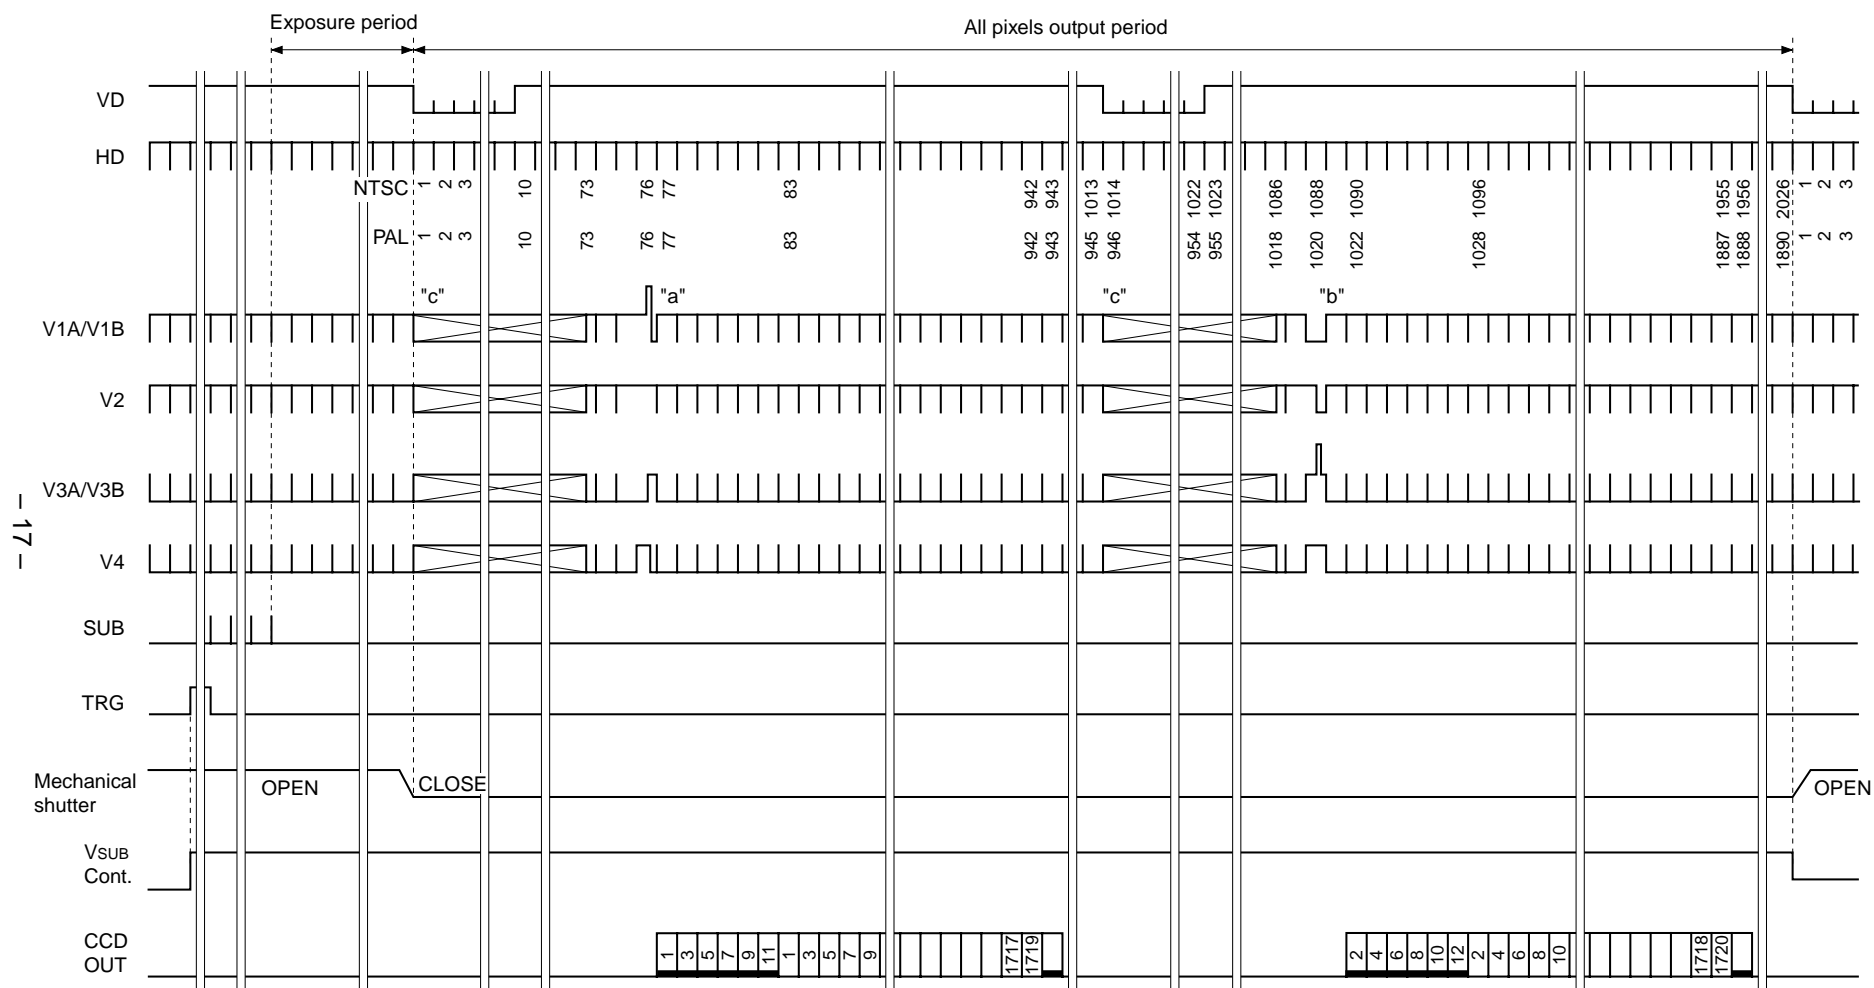 Exposure period
All pixels output period
VD
HD
NTSC 1 2 3 10 73 76 77 83 942 943 1013 1014 1022 1023 1086 1088 1090 1096 1955 1956 2026 1 2 3
PAL 1 2 3 10 73 76 77 83 942 943 945 946 954 955 1018 1020 1022 1028 1887 1888 1890 1 2 3
"c" "a" "c" "b"
V1A/V1B
V2
V3A/V3B
V4
SUB
TRG
Mechanical
shutter
OPEN CLOSE OPEN
VSUB
Cont.
CCD
OUT
1 3 5 7 9 11 1 3 5 7 9 1717 1719 2 4 6 8 10 12 2 4 6 8 10 1718 1720
– 17 –